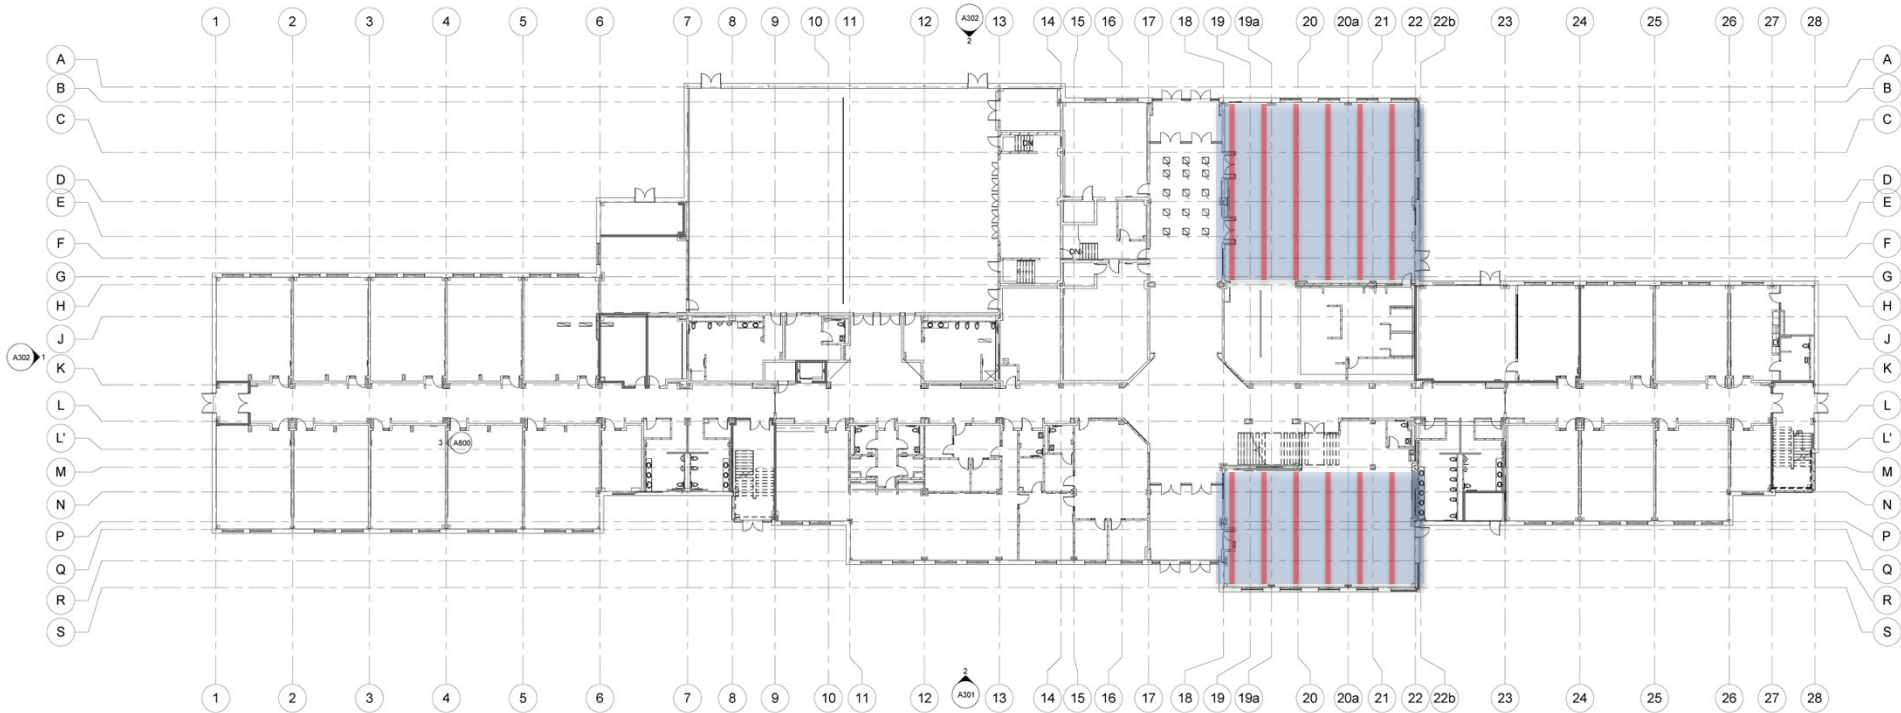 1 2 3 4 5 6 7 8 9 10 11 12 13 14 15 16 17 18 19 19a 20 20a 21 22 22b 23 24 25 26 27 28
A302
2
A A
B B
C C
DN
D D
E E
F F
DN
G G
H H
J J
A302 1
K K
L L
L' L'
3 A800
M M
N N
P P
Q Q
R R
S S
2
A301
1 2 3 4 5 6 7 8 9 10 11 12 13 14 15 16 17 18 19 19a 20 20a 21 22 22b 23 24 25 26 27 28